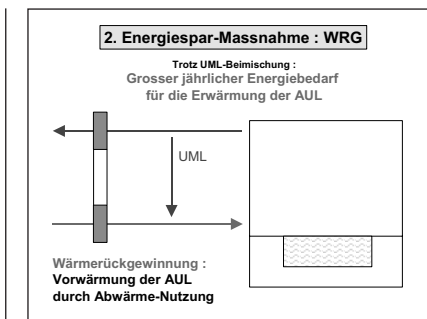 2. Energiespar-Massnahme : WRG
Trotz UML-Beimischung :
Grosser jährlicher Energiebedarf
für die Erwärmung der AUL
UML
Wärmerückgewinnung :
Vorwärmung der AUL
durch Abwärme-Nutzung